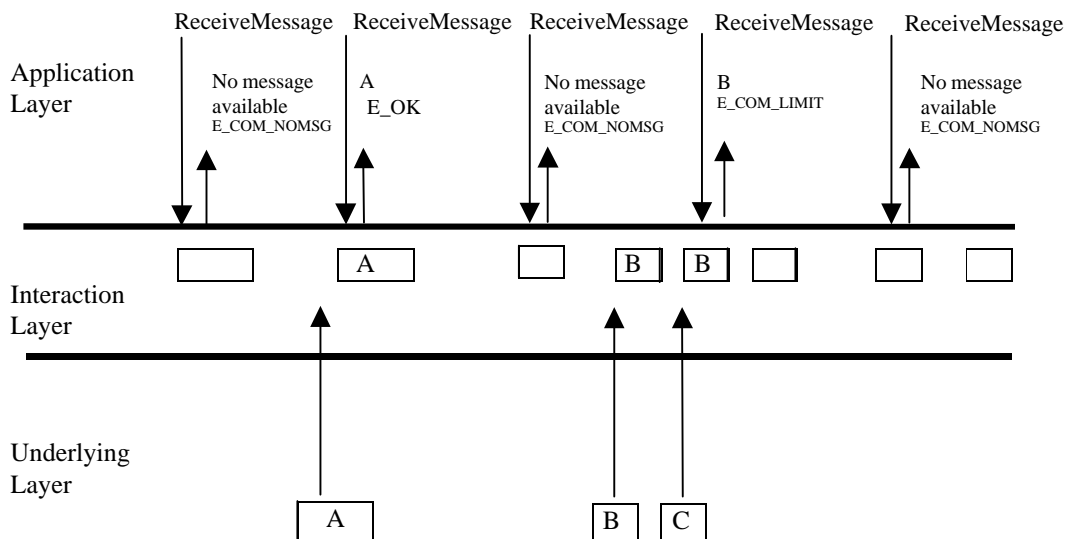 ReceiveMessage ReceiveMessage ReceiveMessage ReceiveMessage ReceiveMessage
Application
Layer
No message
available
E_COM_NOMSG
A
E_OK
No message
available
E_COM_NOMSG
B
E_COM_LIMIT
No message
available
E_COM_NOMSG
A B B
Interaction
Layer
Underlying
Layer
A B C